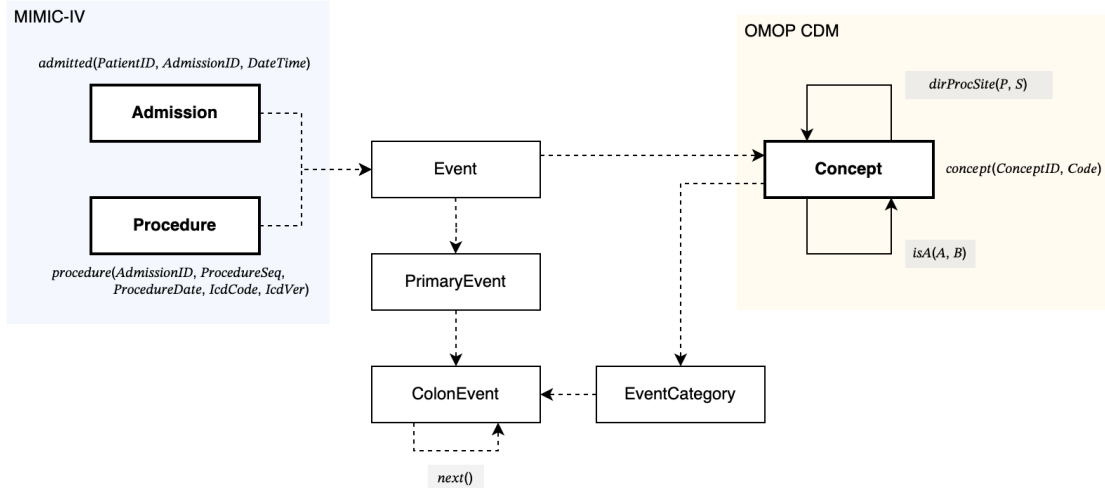 MIMIC-IV
OMOP CDM
admitted(PatientID, AdmissionID, DateTime)
dirProcSite(P, S)
Admission
Event
Concept
concept(ConceptID, Code)
Procedure
isA(A, B)
procedure(AdmissionID, ProcedureSeq,
ProcedureDate, IcdCode, IcdVer)
PrimaryEvent
ColonEvent
EventCategory
next()